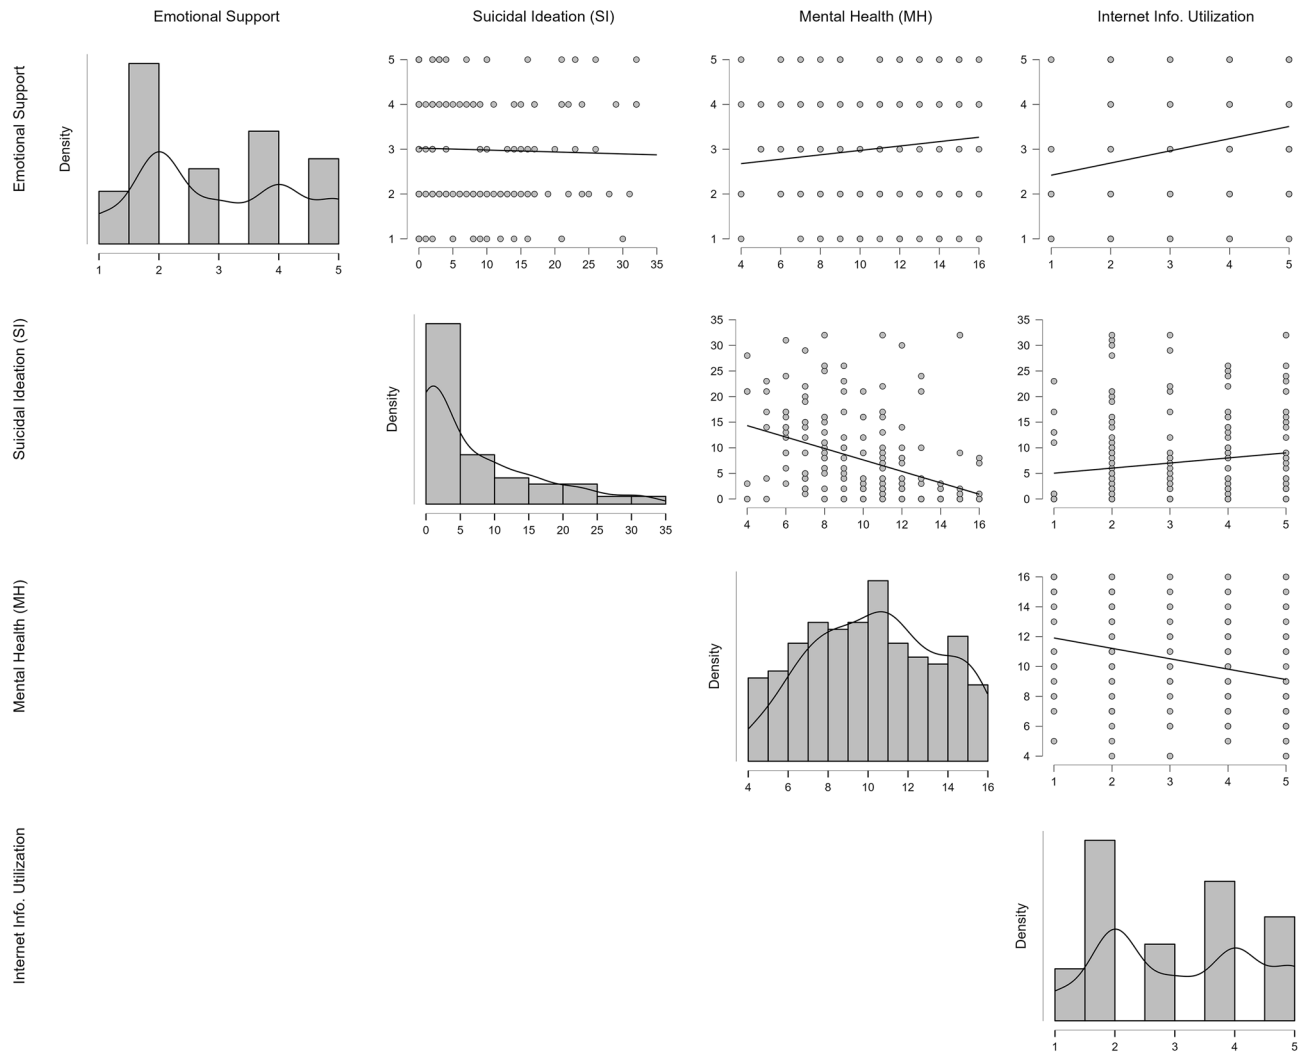 Emotional Support
Suicidal Ideation (SI)
Mental Health (MH)
Internet Info. Utilization
Emotional Support
Density
1 2 3 4 5
5
4
3
2
1
0 5 10 15 20 25 30 35
5
4
3
2
1
4 6 8 10 12 14 16
5
4
3
2
1
1 2 3 4 5
Suicidal Ideation (SI)
Density
0 5 10 15 20 25 30 35
35
30
25
20
15
10
5
0
4 6 8 10 12 14 16
35
30
25
20
15
10
5
0
1 2 3 4 5
Mental Health (MH)
Density
4 6 8 10 12 14 16
16
14
12
10
8
6
4
1 2 3 4 5
Internet Info. Utilization
Density
1 2 3 4 5